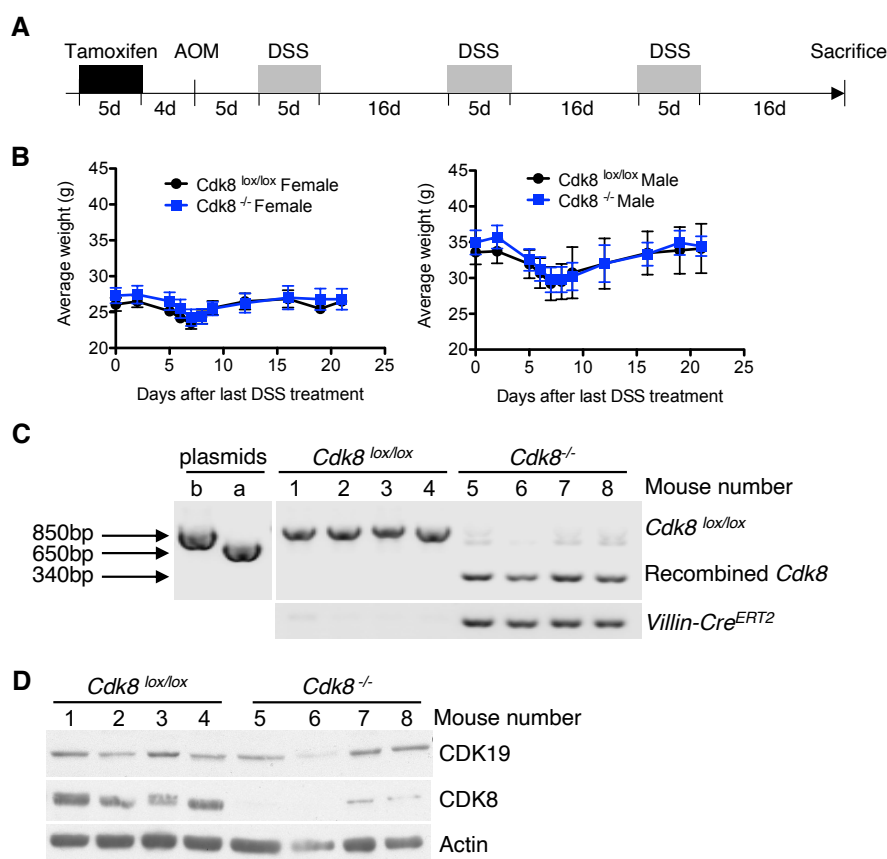 A
Tamoxifen AOM DSS DSS DSS Sacrifice
5d 4d 5d 5d 16d 5d 16d 5d 16d
B
45
40
35
30
25
20
Average weight (g)
Cdk8 lox/lox Female
Cdk8 -/- Female
0 5 10 15 20 25
Days after last DSS treatment
45
40
35
30
25
20
Average weight (g)
Cdk8 lox/lox Male
Cdk8 -/- Male
0 5 10 15 20 25
Days after last DSS treatment
C
plasmids Cdk8 lox/lox Cdk8-/-
b a 1 2 3 4 5 6 7 8 Mouse number
850bp Cdk8 lox/lox
650bp
340bp Recombined Cdk8
Villin-CreERT2
D
Cdk8 lox/lox Cdk8 -/-
1 2 3 4 5 6 7 8 Mouse number
CDK19
CDK8
Actin